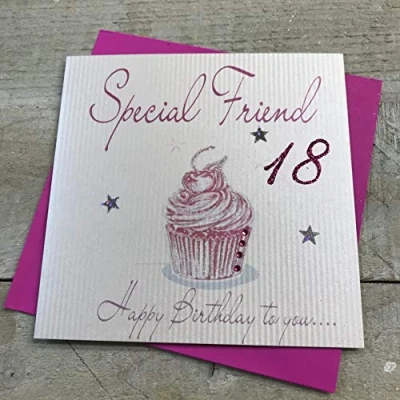 Special Friend
18
Happy Birthday to you....